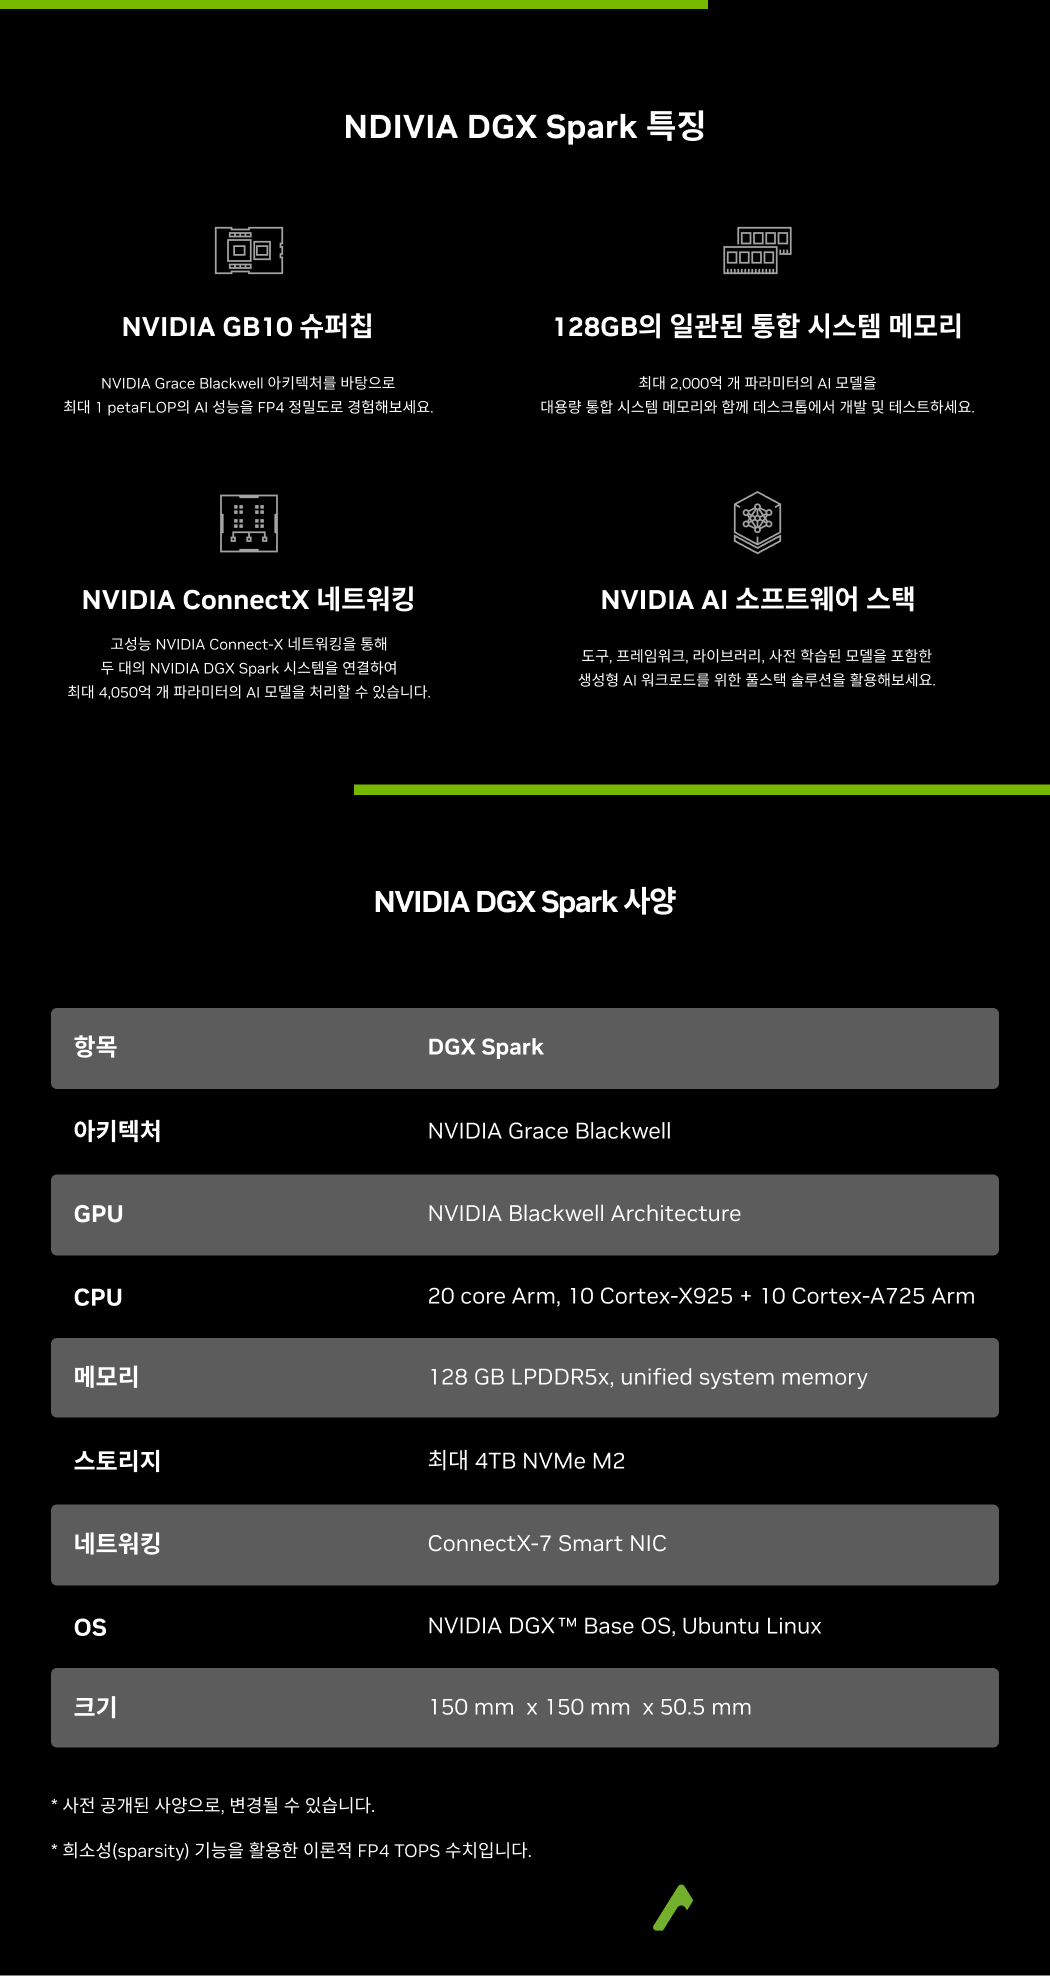 NDIVIA DGX Spark 특징
NVIDIA GB10 슈퍼칩
NVIDIA Grace Blackwell 아키텍처를 바탕으로
최대 1 petaFLOP의 AI 성능을 FP4 정밀도로 경험해보세요.
128GB의 일관된 통합 시스템 메모리
최대 2,000억 개 파라미터의 AI 모델을
대용량 통합 시스템 메모리와 함께 데스크톱에서 개발 및 테스트하세요.
NVIDIA ConnectX 네트워킹
고성능 NVIDIA Connect-X 네트워킹을 통해
두 대의 NVIDIA DGX Spark 시스템을 연결하여
최대 4,050억 개 파라미터의 AI 모델을 처리할 수 있습니다.
NVIDIA AI 소프트웨어 스택
도구, 프레임워크, 라이브러리, 사전 학습된 모델을 포함한
생성형 AI 워크로드를 위한 풀스택 솔루션을 활용해보세요.
NVIDIA DGX Spark 사양
항목 DGX Spark
아키텍처 NVIDIA Grace Blackwell
GPU NVIDIA Blackwell Architecture
CPU 20 core Arm, 10 Cortex-X925 + 10 Cortex-A725 Arm
메모리 128 GB LPDDR5x, unified system memory
스토리지 최대 4TB NVMe M2
네트워킹 ConnectX-7 Smart NIC
OS NVIDIA DGX™ Base OS, Ubuntu Linux
크기 150 mm x 150 mm x 50.5 mm
* 사전 공개된 사양으로, 변경될 수 있습니다.
* 희소성(sparsity) 기능을 활용한 이론적 FP4 TOPS 수치입니다.